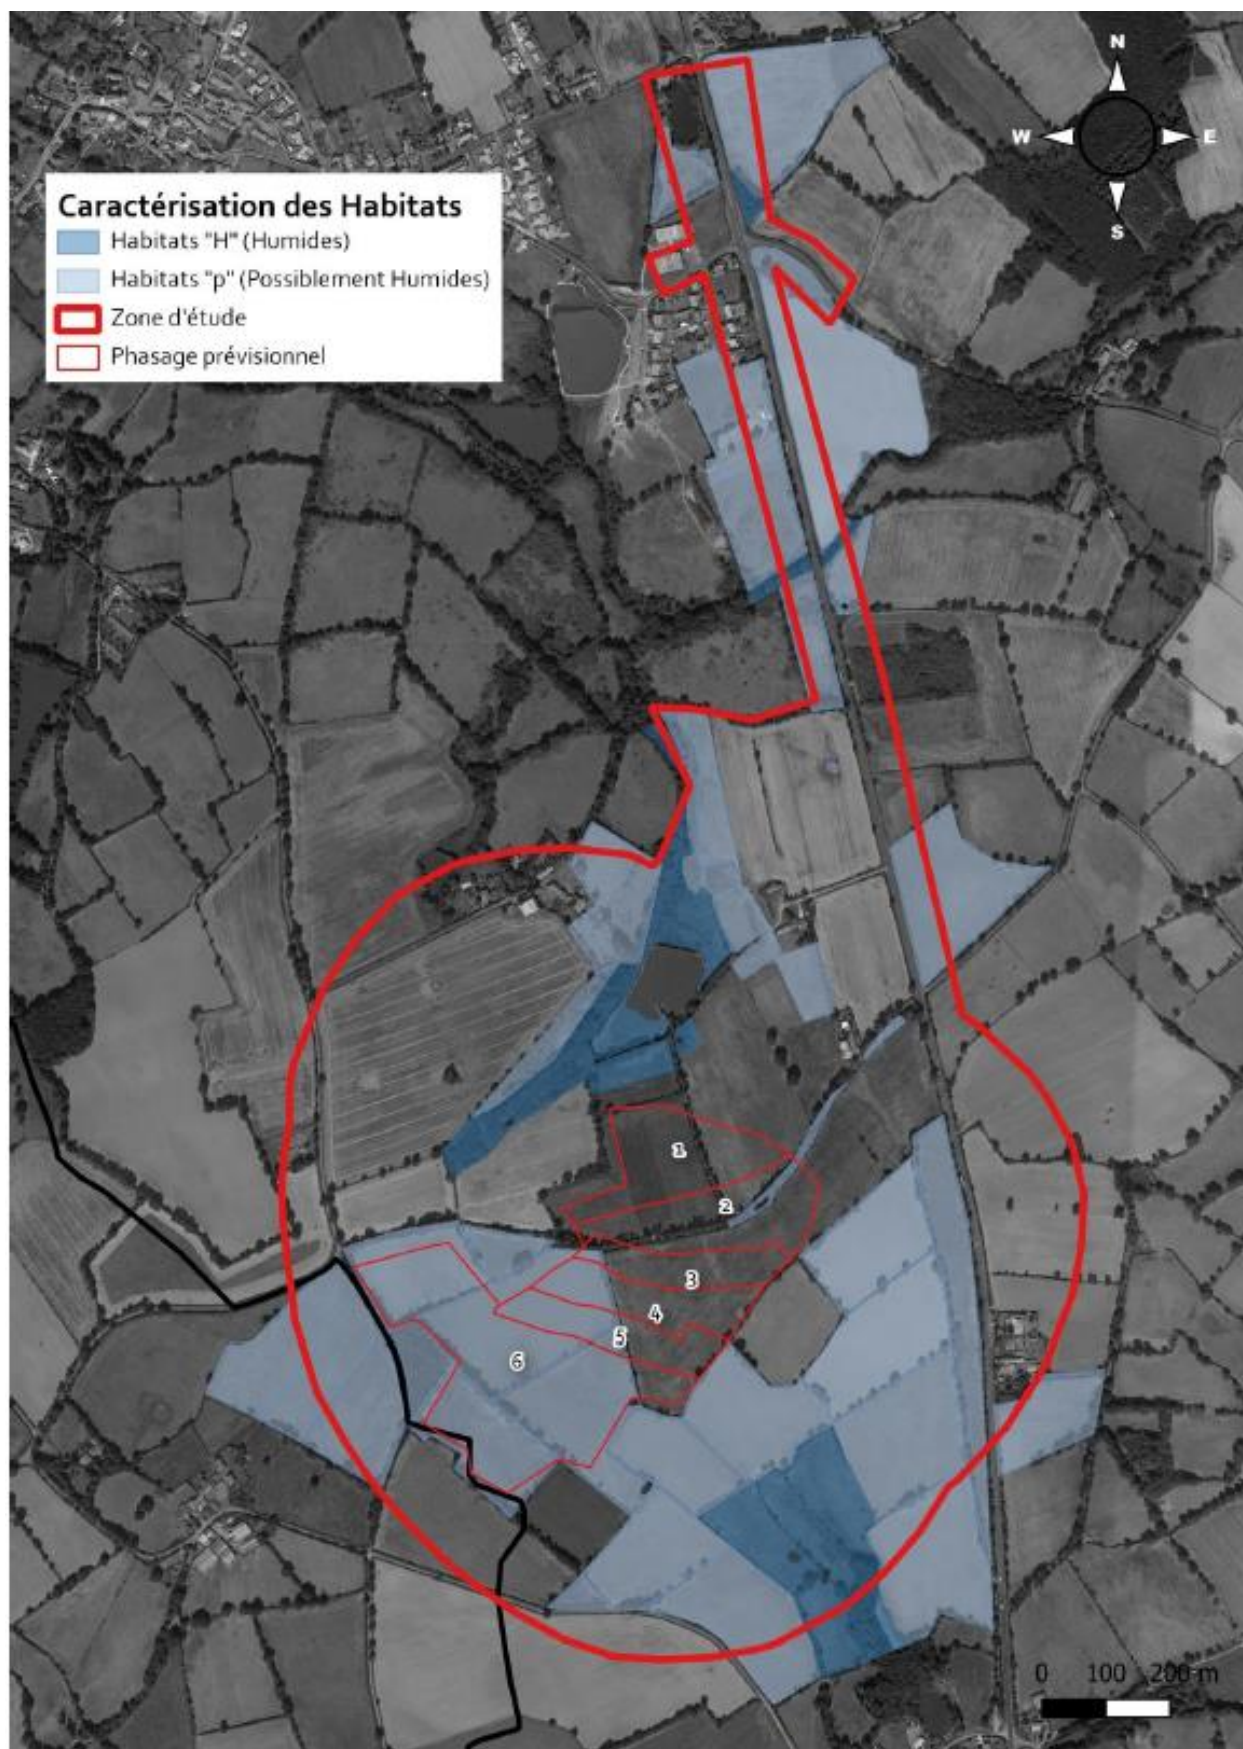 N
W
E
S
Caractérisation des Habitats
Habitats "H" (Humides)
Habitats "p" (Possiblement Humides)
Zone d'étude
Phasage prévisionnel
1
2
3
4
5
6
0 100 200 m